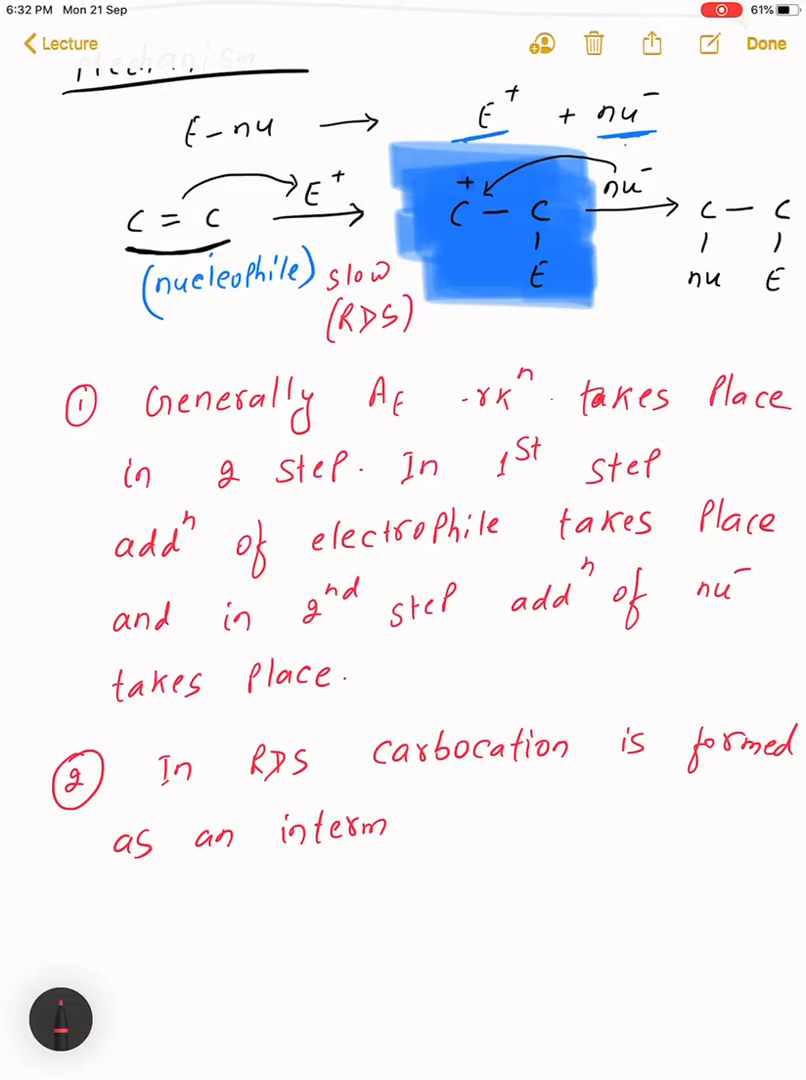 6:32 PM Mon 21 Sep 61%
Lecture Done
Mechanism
E-nu → E⁺ + nu⁻
C = C E⁺ → C⁺ - C nu⁻ → C - C
E nu E
(nucleophile) slow
(RDS)
① Generally AE -rxⁿ. takes Place
in 2 step. In 1st step
addⁿ of electrophile takes Place
and in 2nd step addⁿ of nu⁻
takes Place.
② In RDS carbocation is formed
as an interm